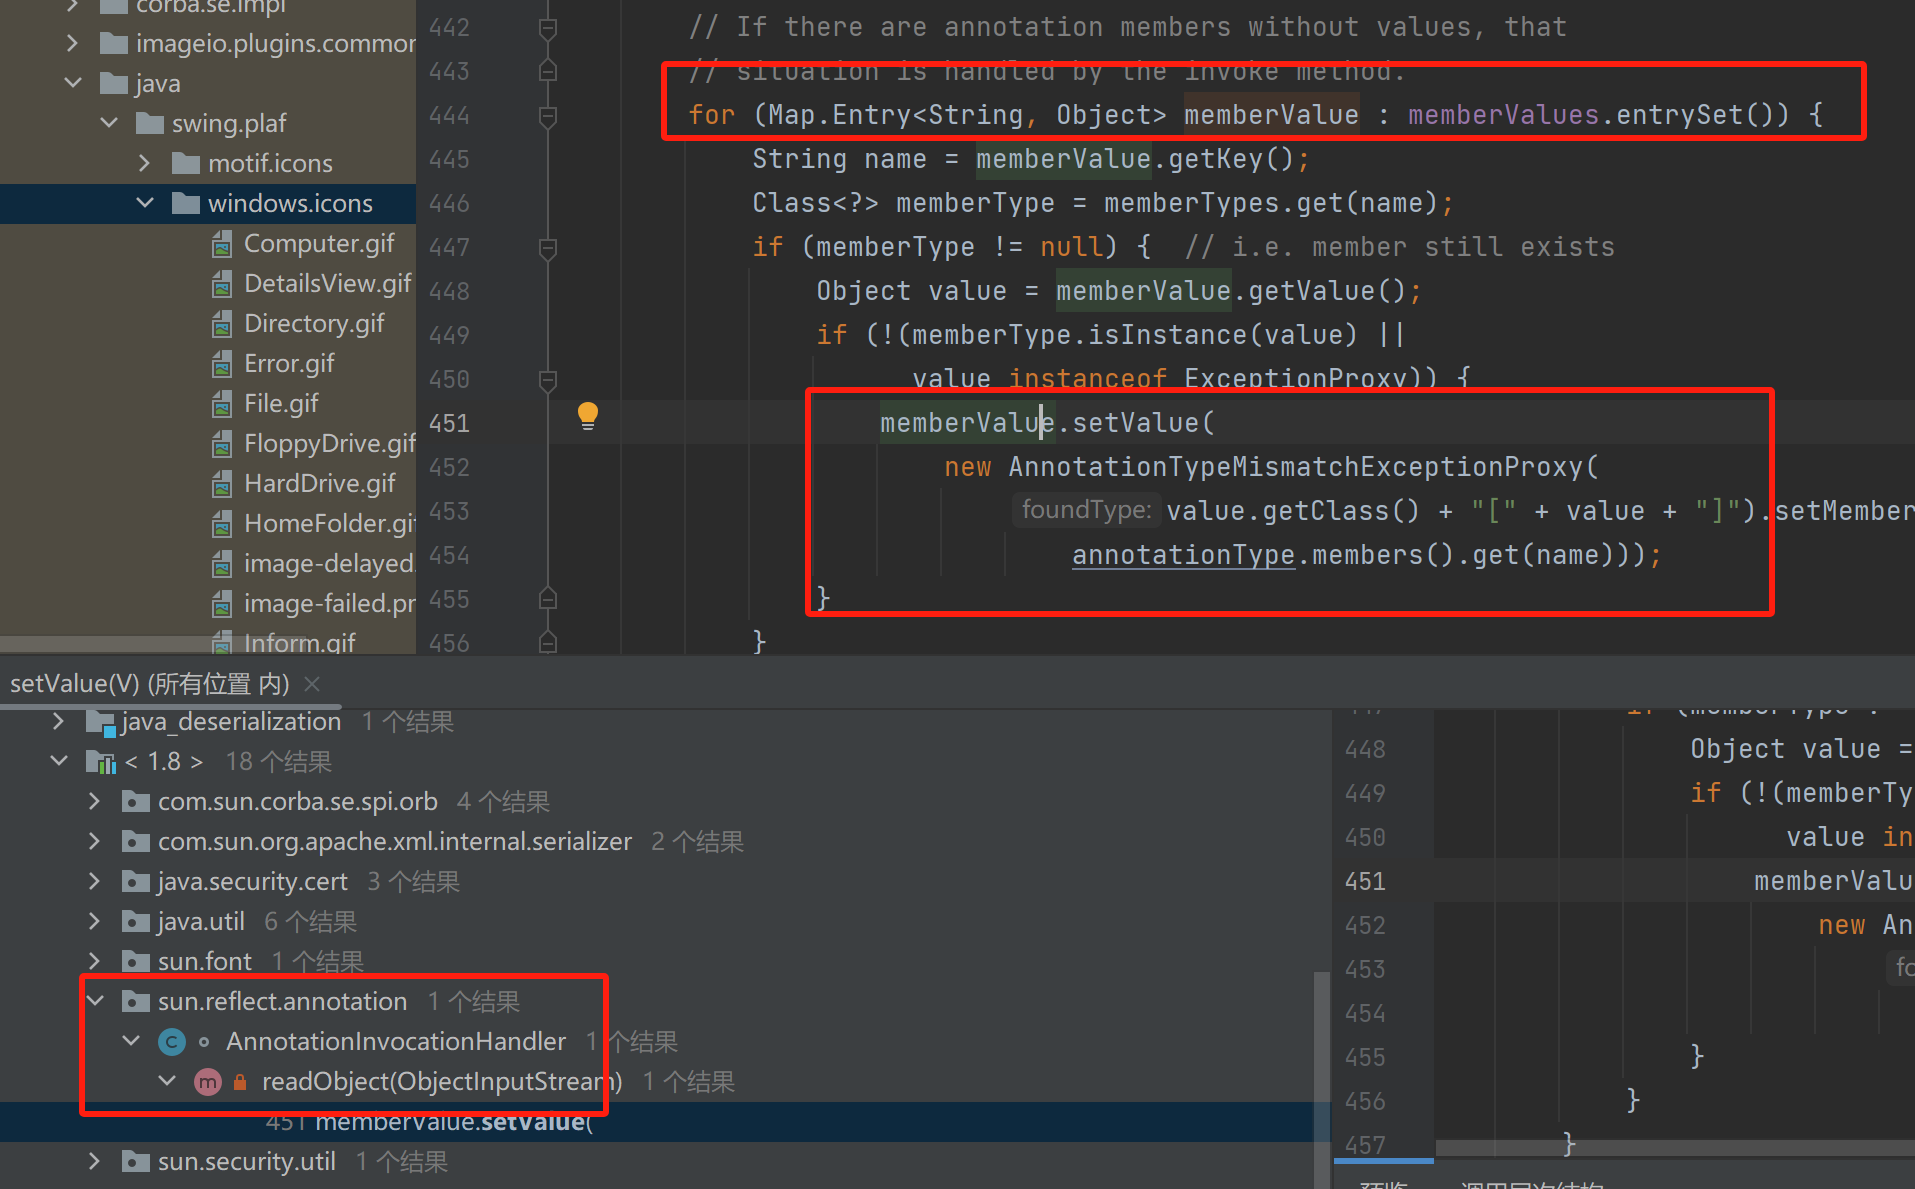 corba.se.impl
imageio.plugins.common
java
swing.plaf
motif.icons
windows.icons
Computer.gif
DetailsView.gif
Directory.gif
Error.gif
File.gif
FloppyDrive.gif
HardDrive.gif
HomeFolder.gif
image-delayed.
image-failed.pn
Inform.gif
442 // If there are annotation members without values, that
443 // situation is handled by the invoke method.
444 for (Map.Entry<String, Object> memberValue : memberValues.entrySet()) {
445 String name = memberValue.getKey();
446 Class<?> memberType = memberTypes.get(name);
447 if (memberType != null) { // i.e. member still exists
448 Object value = memberValue.getValue();
449 if (!(memberType.isInstance(value) ||
450 value instanceof ExceptionProxy)) {
451 memberValue.setValue(
452 new AnnotationTypeMismatchExceptionProxy(
453 foundType: value.getClass() + "[" + value + "]").setMember
454 annotationType.members().get(name)));
455 }
456 }
setValue(V) (所有位置 内)
java_deserialization 1 个结果
< 1.8 > 18 个结果
com.sun.corba.se.spi.orb 4 个结果
com.sun.org.apache.xml.internal.serializer 2 个结果
java.security.cert 3 个结果
java.util 6 个结果
sun.font 1 个结果
sun.reflect.annotation 1 个结果
C AnnotationInvocationHandler 1 个结果
m readObject(ObjectInputStream) 1 个结果
451 memberValue.setValue(
sun.security.util 1 个结果
447 if (memberType !
448 Object value =
449 if (!(memberTy
450 value in
451 memberValu
452 new An
453 fo
454
455 }
456 }
457 }
预览 调用层次结构